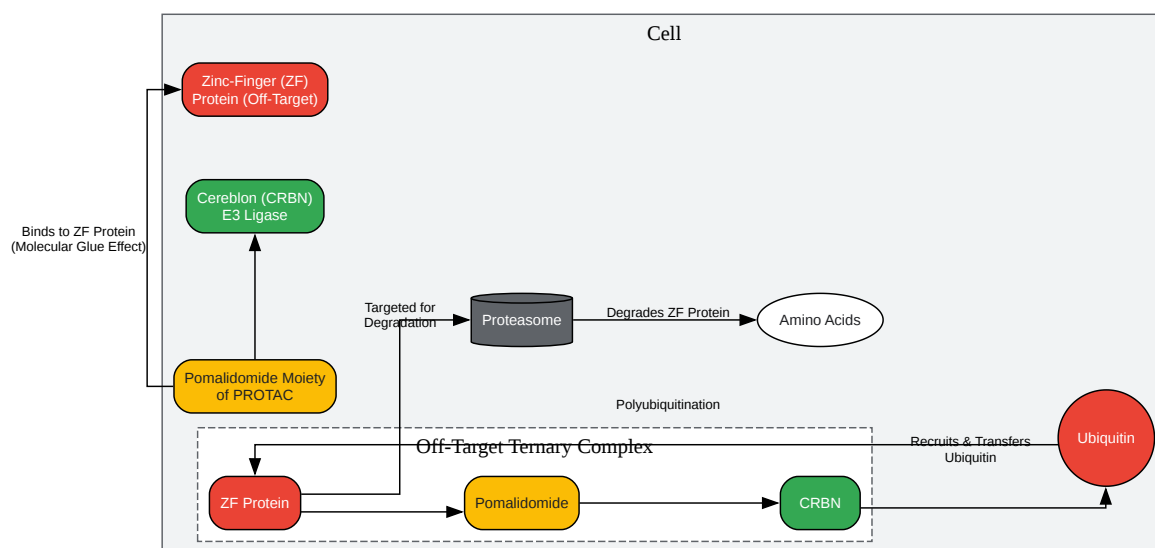 Cell
Zinc-Finger (ZF)
Protein (Off-Target)
Cereblon (CRBN)
E3 Ligase
Binds to ZF Protein
(Molecular Glue Effect)
Targeted for
Degradation
Proteasome
Degrades ZF Protein
Amino Acids
Pomalidomide Moiety
of PROTAC
Polyubiquitination
Off-Target Ternary Complex
Recruits & Transfers
Ubiquitin
Ubiquitin
ZF Protein
Pomalidomide
CRBN